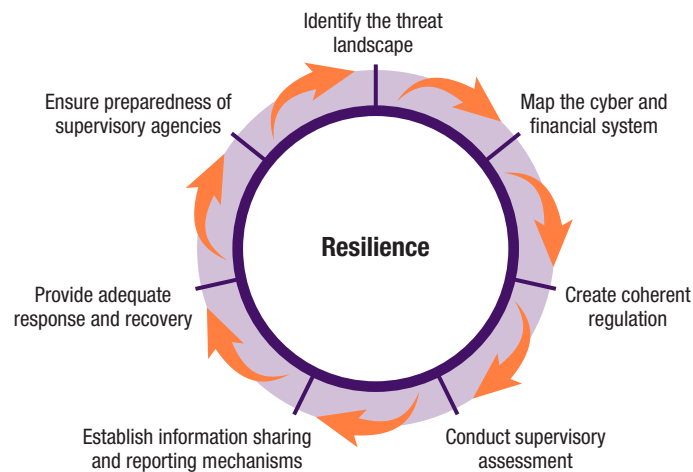 Identify the threat
landscape
Map the cyber and
financial system
Create coherent
regulation
Conduct supervisory
assessment
Establish information sharing
and reporting mechanisms
Provide adequate
response and recovery
Ensure preparedness of
supervisory agencies
Resilience